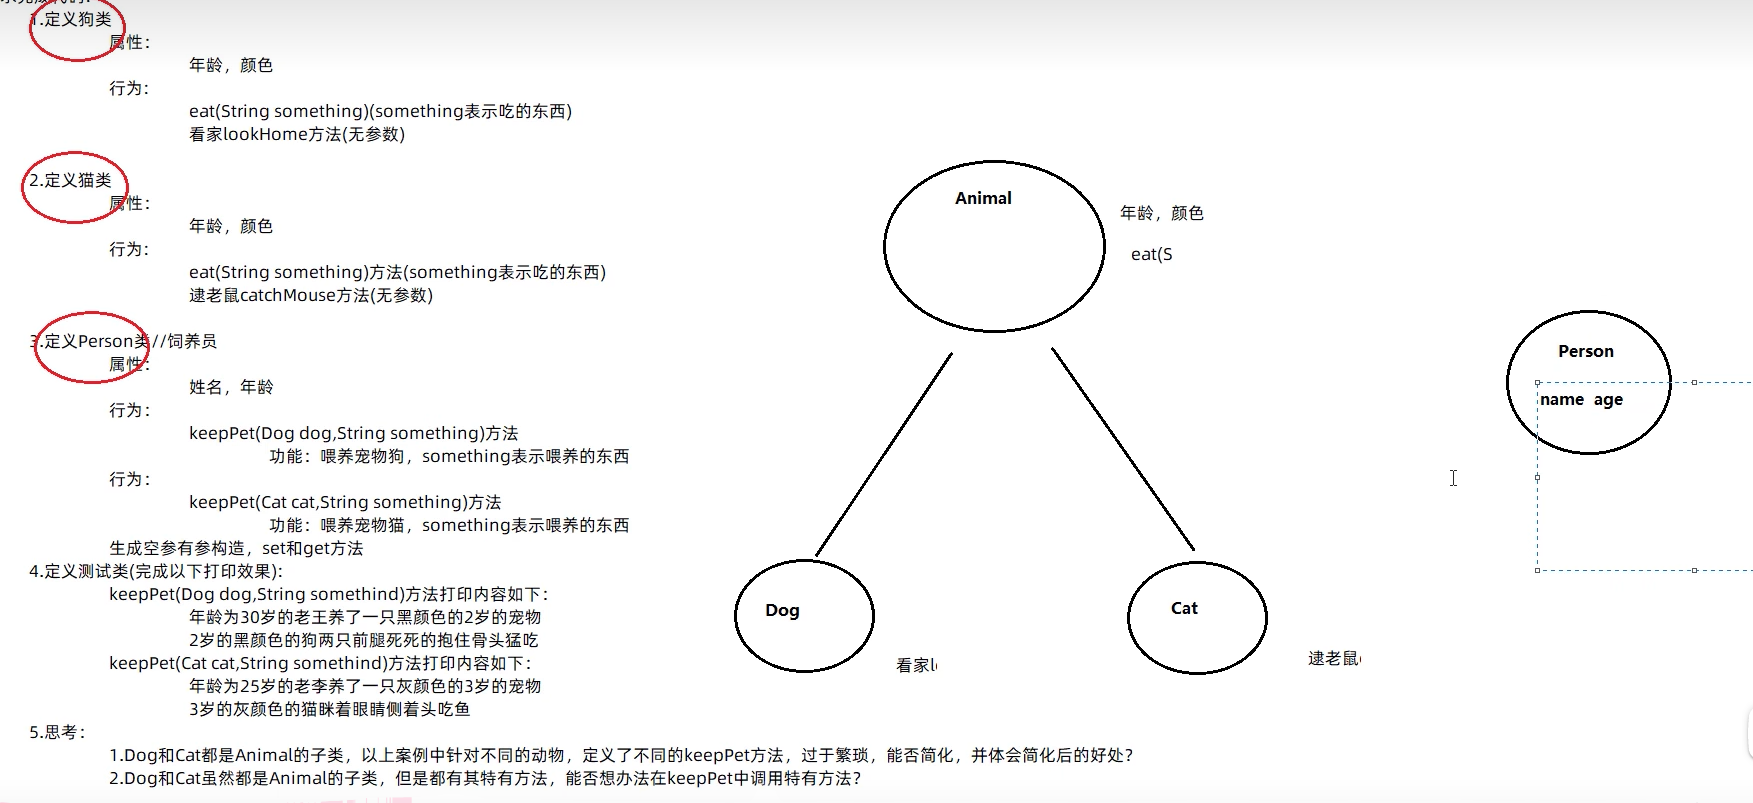 1.定义狗类
属性：
年龄，颜色
行为：
eat(String something)(something表示吃的东西)
看家lookHome方法(无参数)
2.定义猫类
属性：
年龄，颜色
行为：
eat(String something)方法(something表示吃的东西)
逮老鼠catchMouse方法(无参数)
3.定义Person类//饲养员
属性：
姓名，年龄
行为：
keepPet(Dog dog,String something)方法
功能：喂养宠物狗，something表示喂养的东西
行为：
keepPet(Cat cat,String something)方法
功能：喂养宠物猫，something表示喂养的东西
生成空参有参构造，set和get方法
4.定义测试类(完成以下打印效果)：
keepPet(Dog dog,String somethind)方法打印内容如下：
年龄为30岁的老王养了一只黑颜色的2岁的宠物
2岁的黑颜色的狗两只前腿死死的抱住骨头猛吃
keepPet(Cat cat,String somethind)方法打印内容如下：
年龄为25岁的老李养了一只灰颜色的3岁的宠物
3岁的灰颜色的猫眯着眼睛侧着头吃鱼
5.思考：
1.Dog和Cat都是Animal的子类，以上案例中针对不同的动物，定义了不同的keepPet方法，过于繁琐，能否简化，并体会简化后的好处？
2.Dog和Cat虽然都是Animal的子类，但是都有其特有方法，能否想办法在keepPet中调用特有方法？
Animal
年龄，颜色
eat(S
Person
name age
Dog
看家l
Cat
逮老鼠